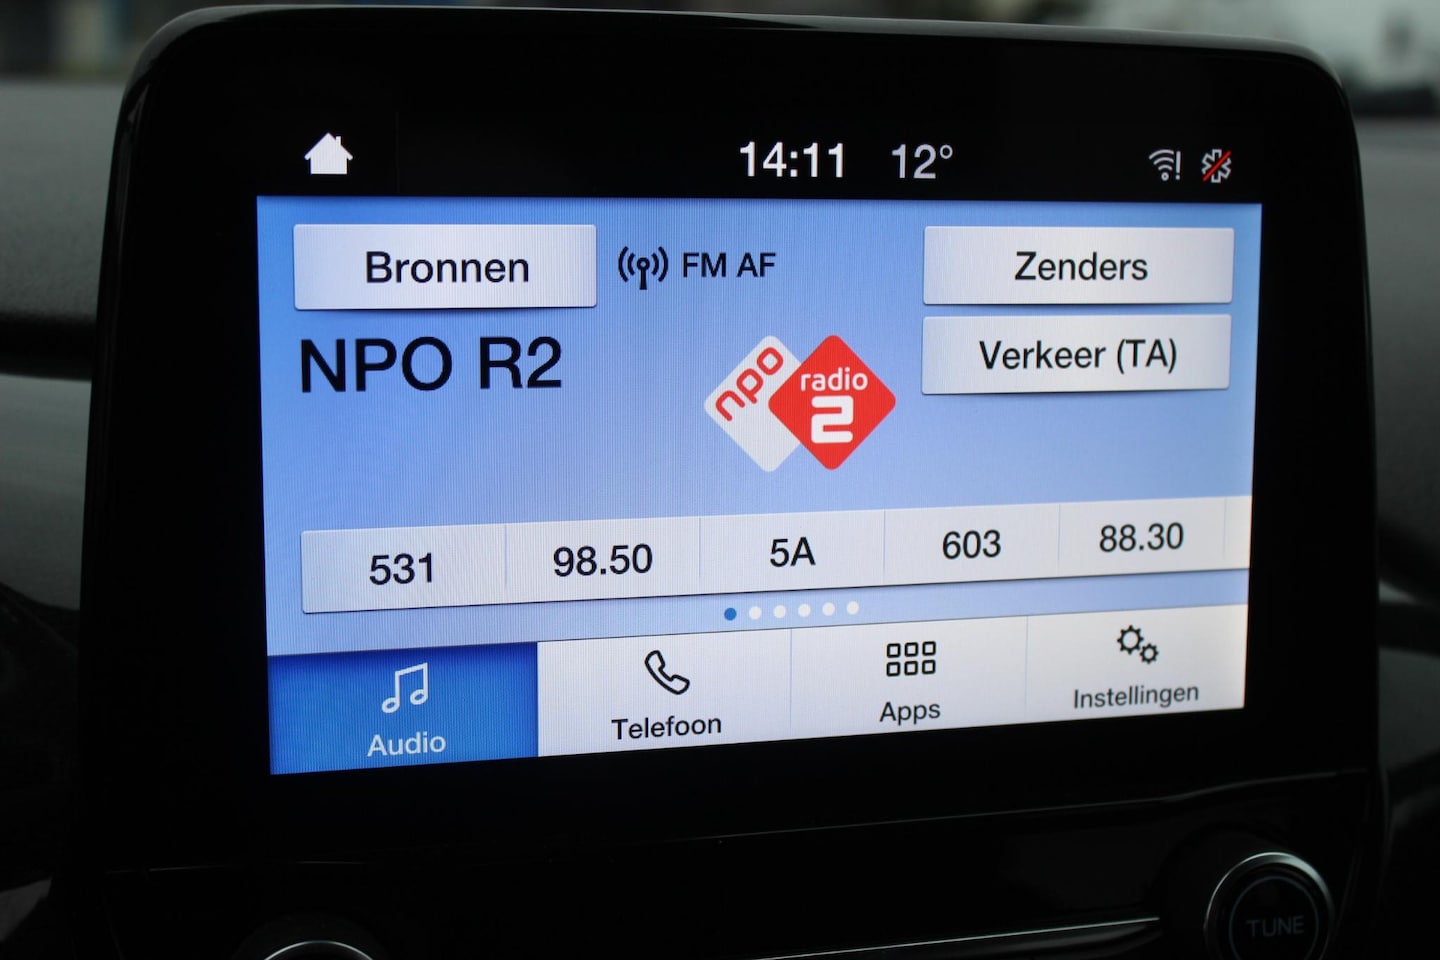 14:11 12°
Bronnen
FM AF
Zenders
NPO R2
npo
radio
2
Verkeer (TA)
531 98.50 5A 603 88.30
Audio
Telefoon
Apps
Instellingen
TUNE